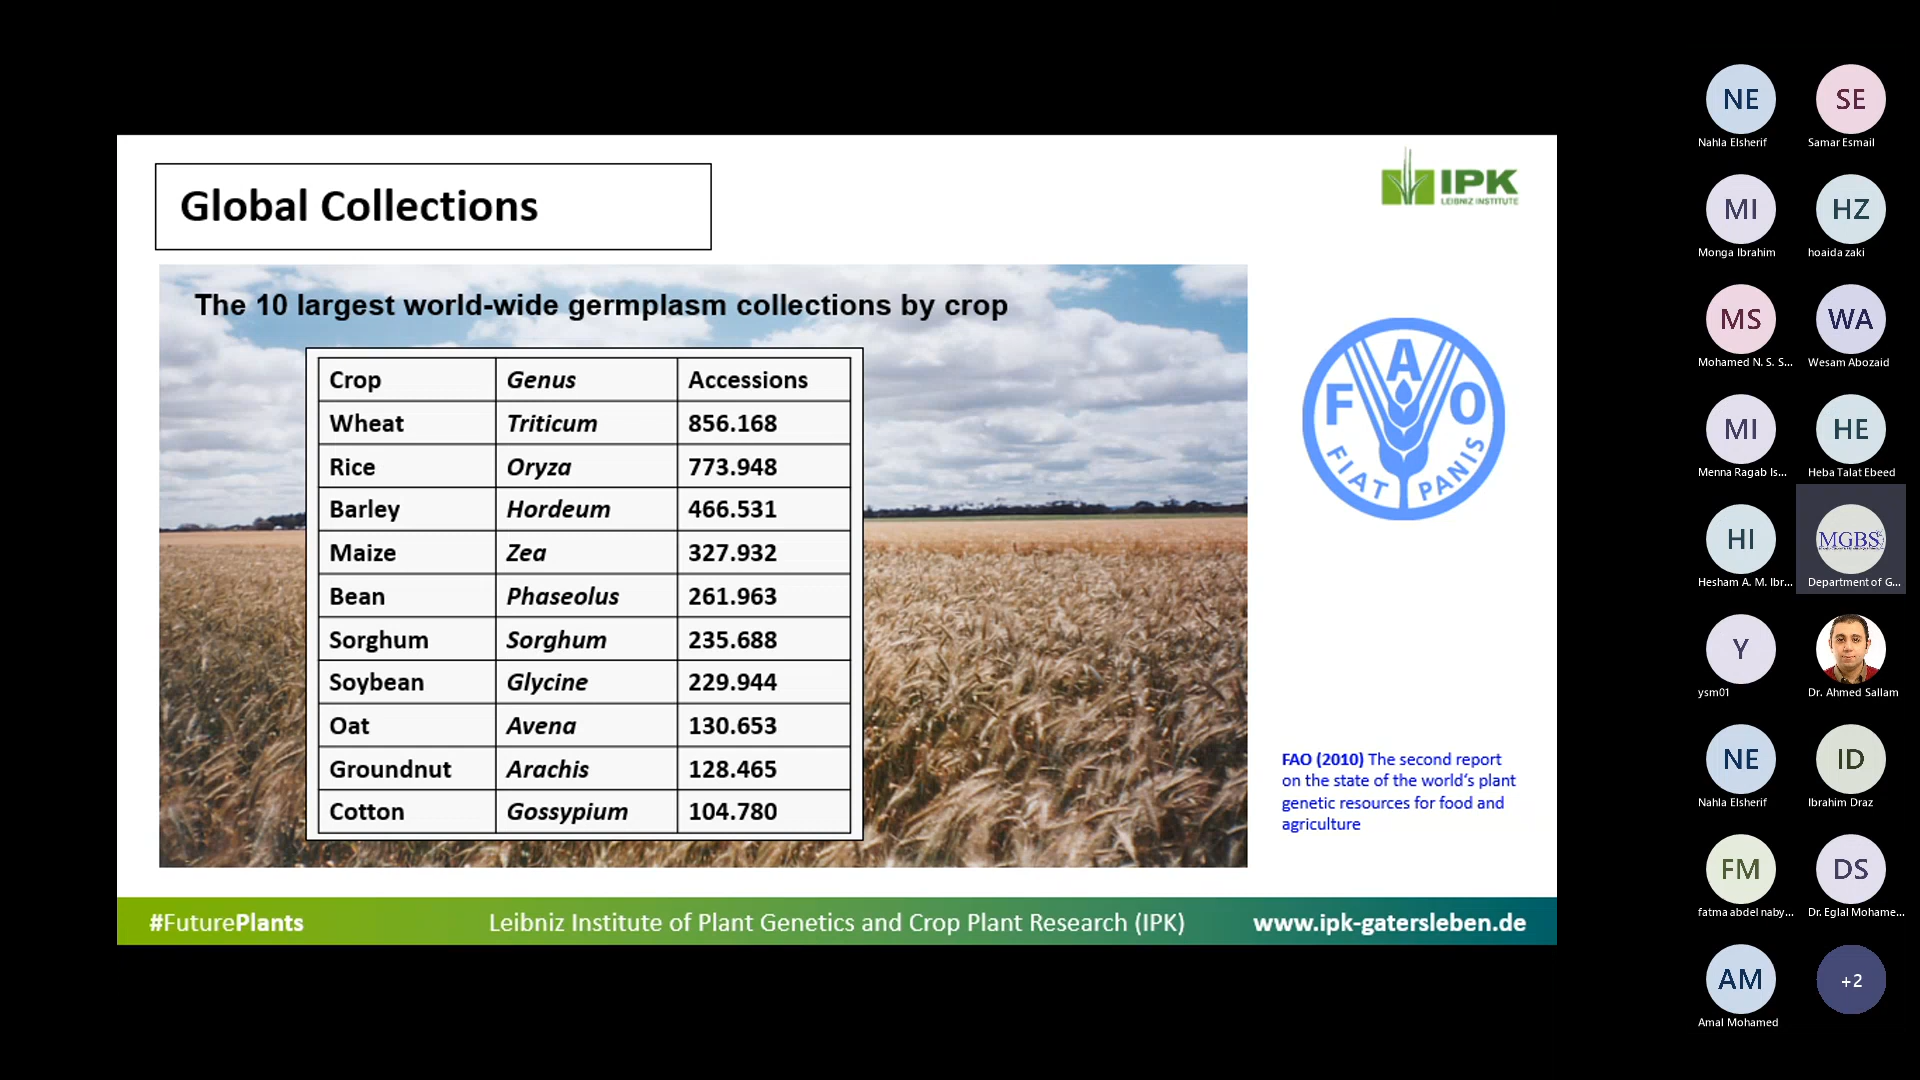 Global Collections
IPK
LEIBNIZ INSTITUTE
The 10 largest world-wide germplasm collections by crop
Crop Genus Accessions
Wheat Triticum 856.168
Rice Oryza 773.948
Barley Hordeum 466.531
Maize Zea 327.932
Bean Phaseolus 261.963
Sorghum Sorghum 235.688
Soybean Glycine 229.944
Oat Avena 130.653
Groundnut Arachis 128.465
Cotton Gossypium 104.780
F A O
FIAT PANIS
FAO (2010) The second report
on the state of the world‘s plant
genetic resources for food and
agriculture
#FuturePlants Leibniz Institute of Plant Genetics and Crop Plant Research (IPK) www.ipk-gatersleben.de
NE SE
Nahla Elsherif Samar Esmail
MI HZ
Monga Ibrahim hoaida zaki
MS WA
Mohamed N. S. S... Wesam Abozaid
MI HE
Menna Ragab Is... Heba Talat Ebeed
HI MGBS
Hesham A. M. Ibr... Department of G...
Y
ysm01 Dr. Ahmed Sallam
NE ID
Nahla Elsherif Ibrahim Draz
FM DS
fatma abdel naby... Dr. Eglal Mohame...
AM +2
Amal Mohamed